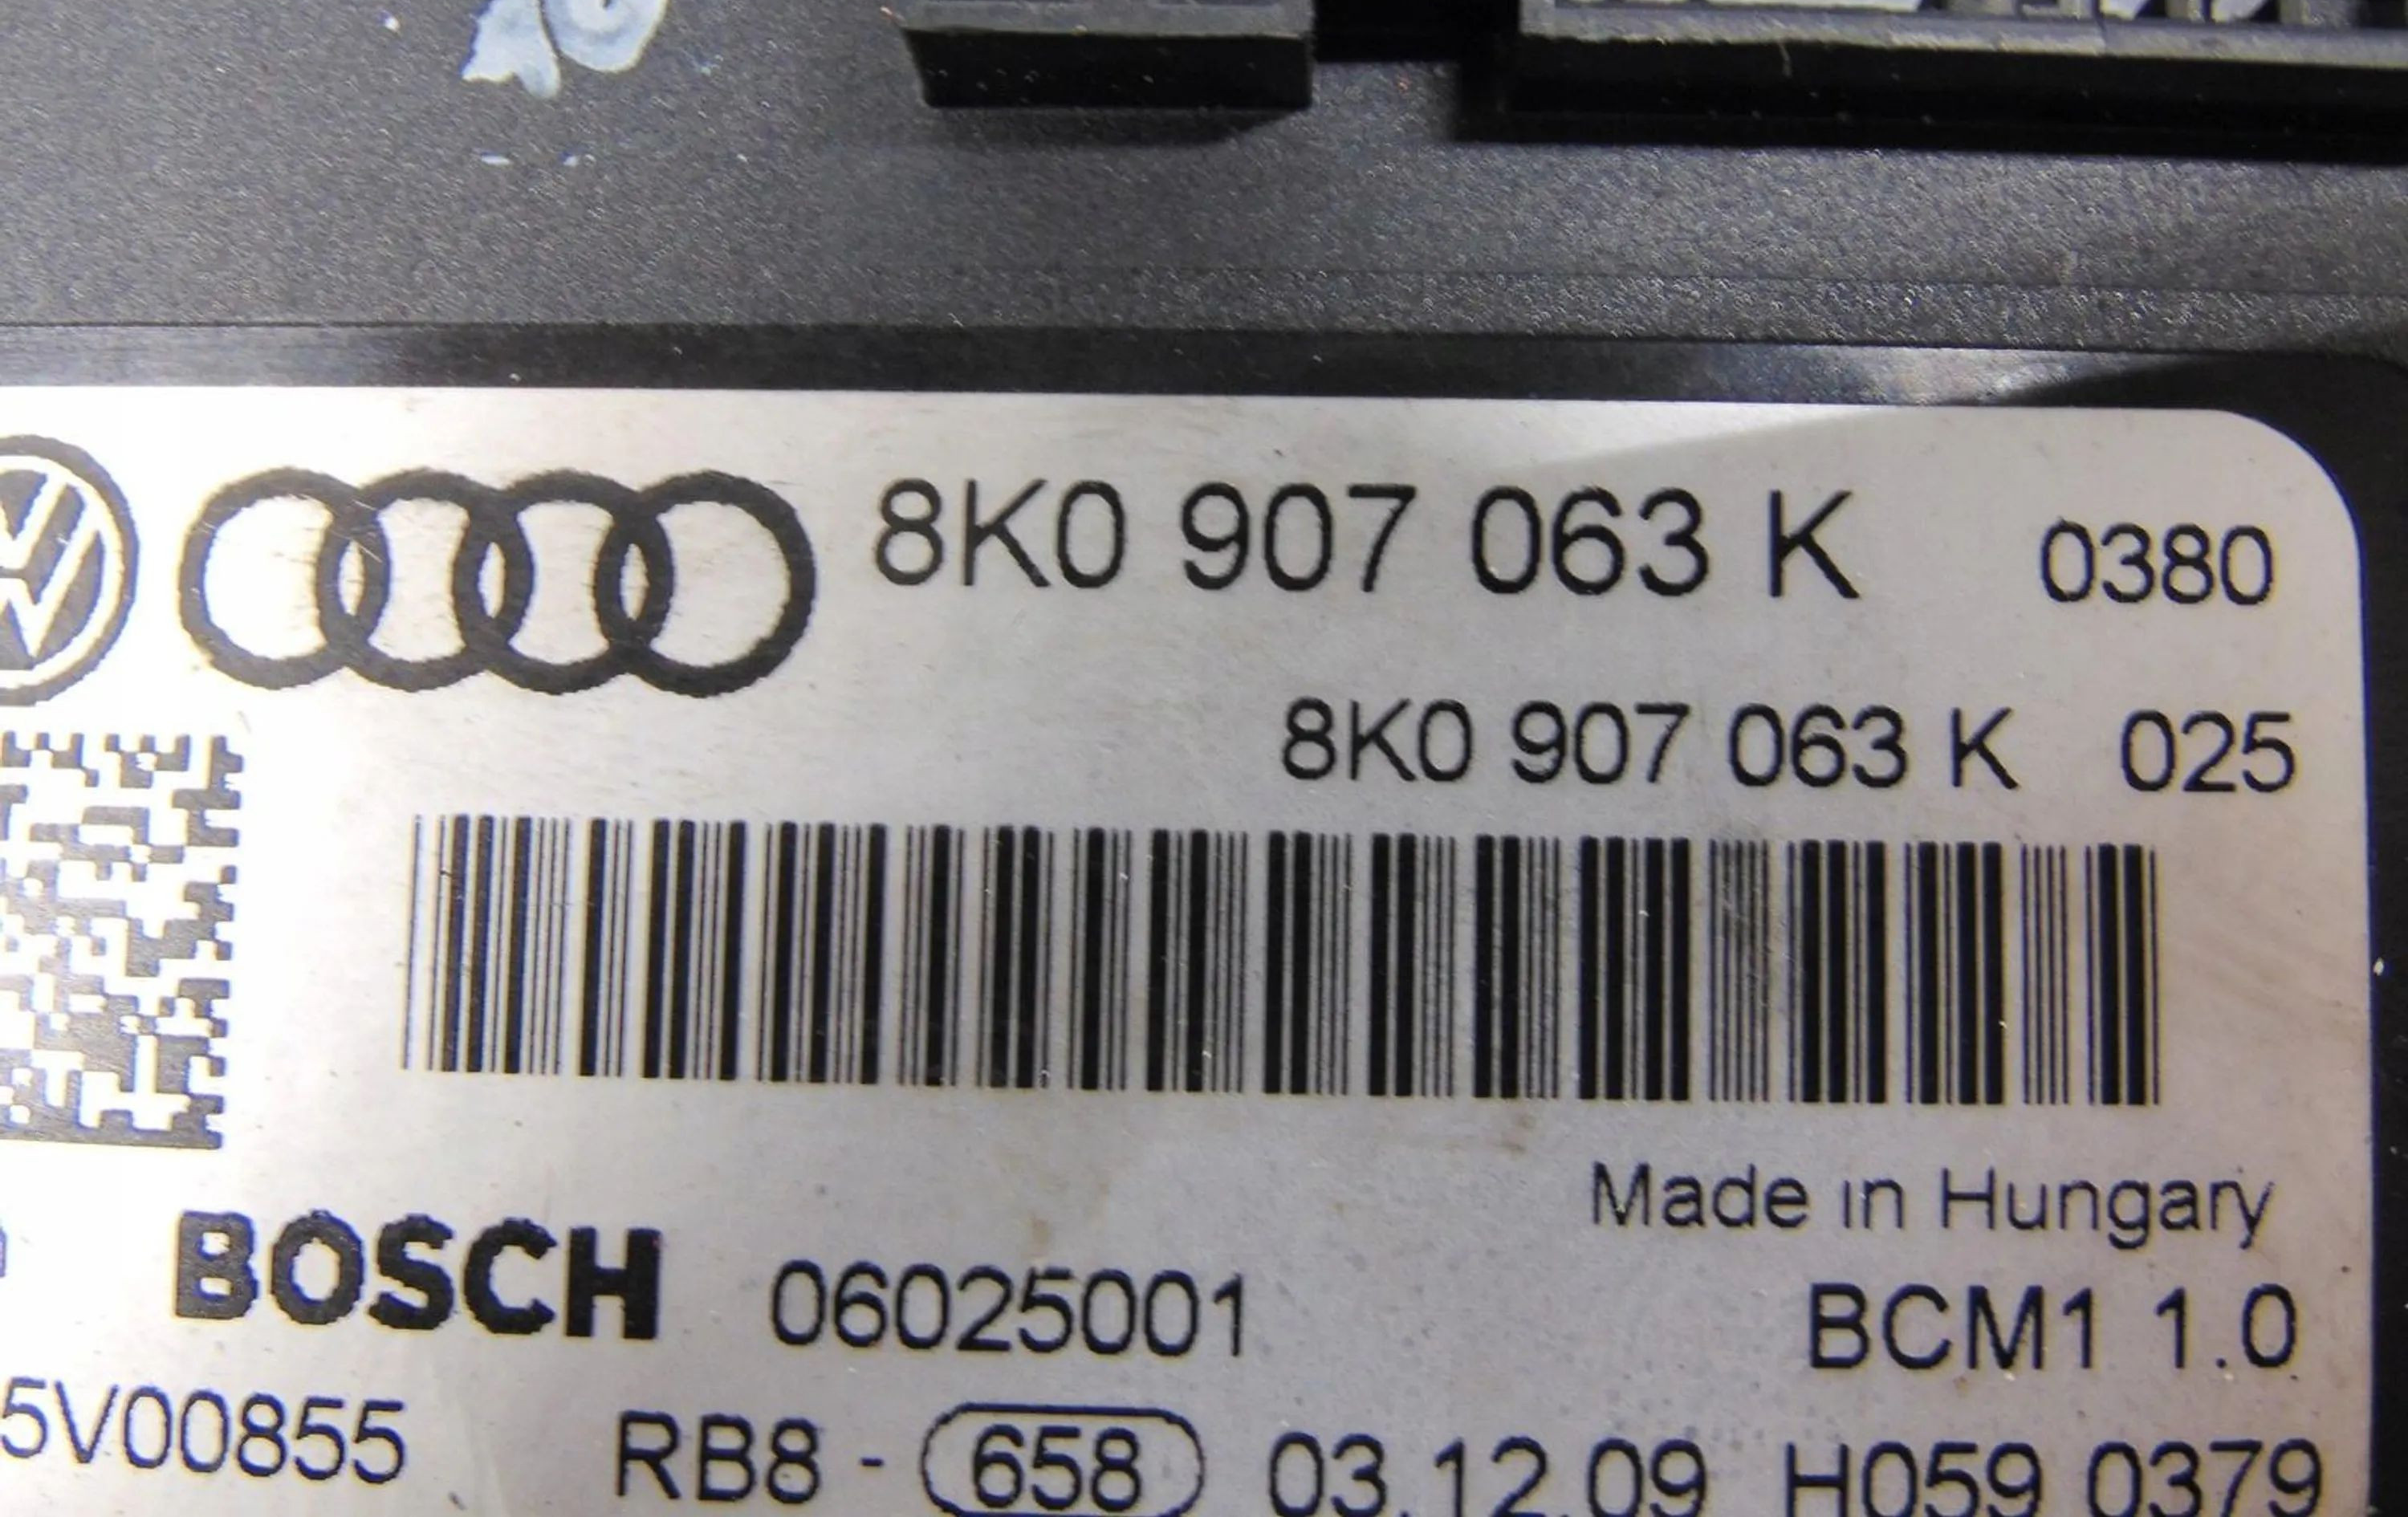 8K0 907 063 K 0380
8K0 907 063 K 025
Made in Hungary
BOSCH 06025001 BCM1 1.0
5V00855 RB8 - 658 03.12.09 H059 0379